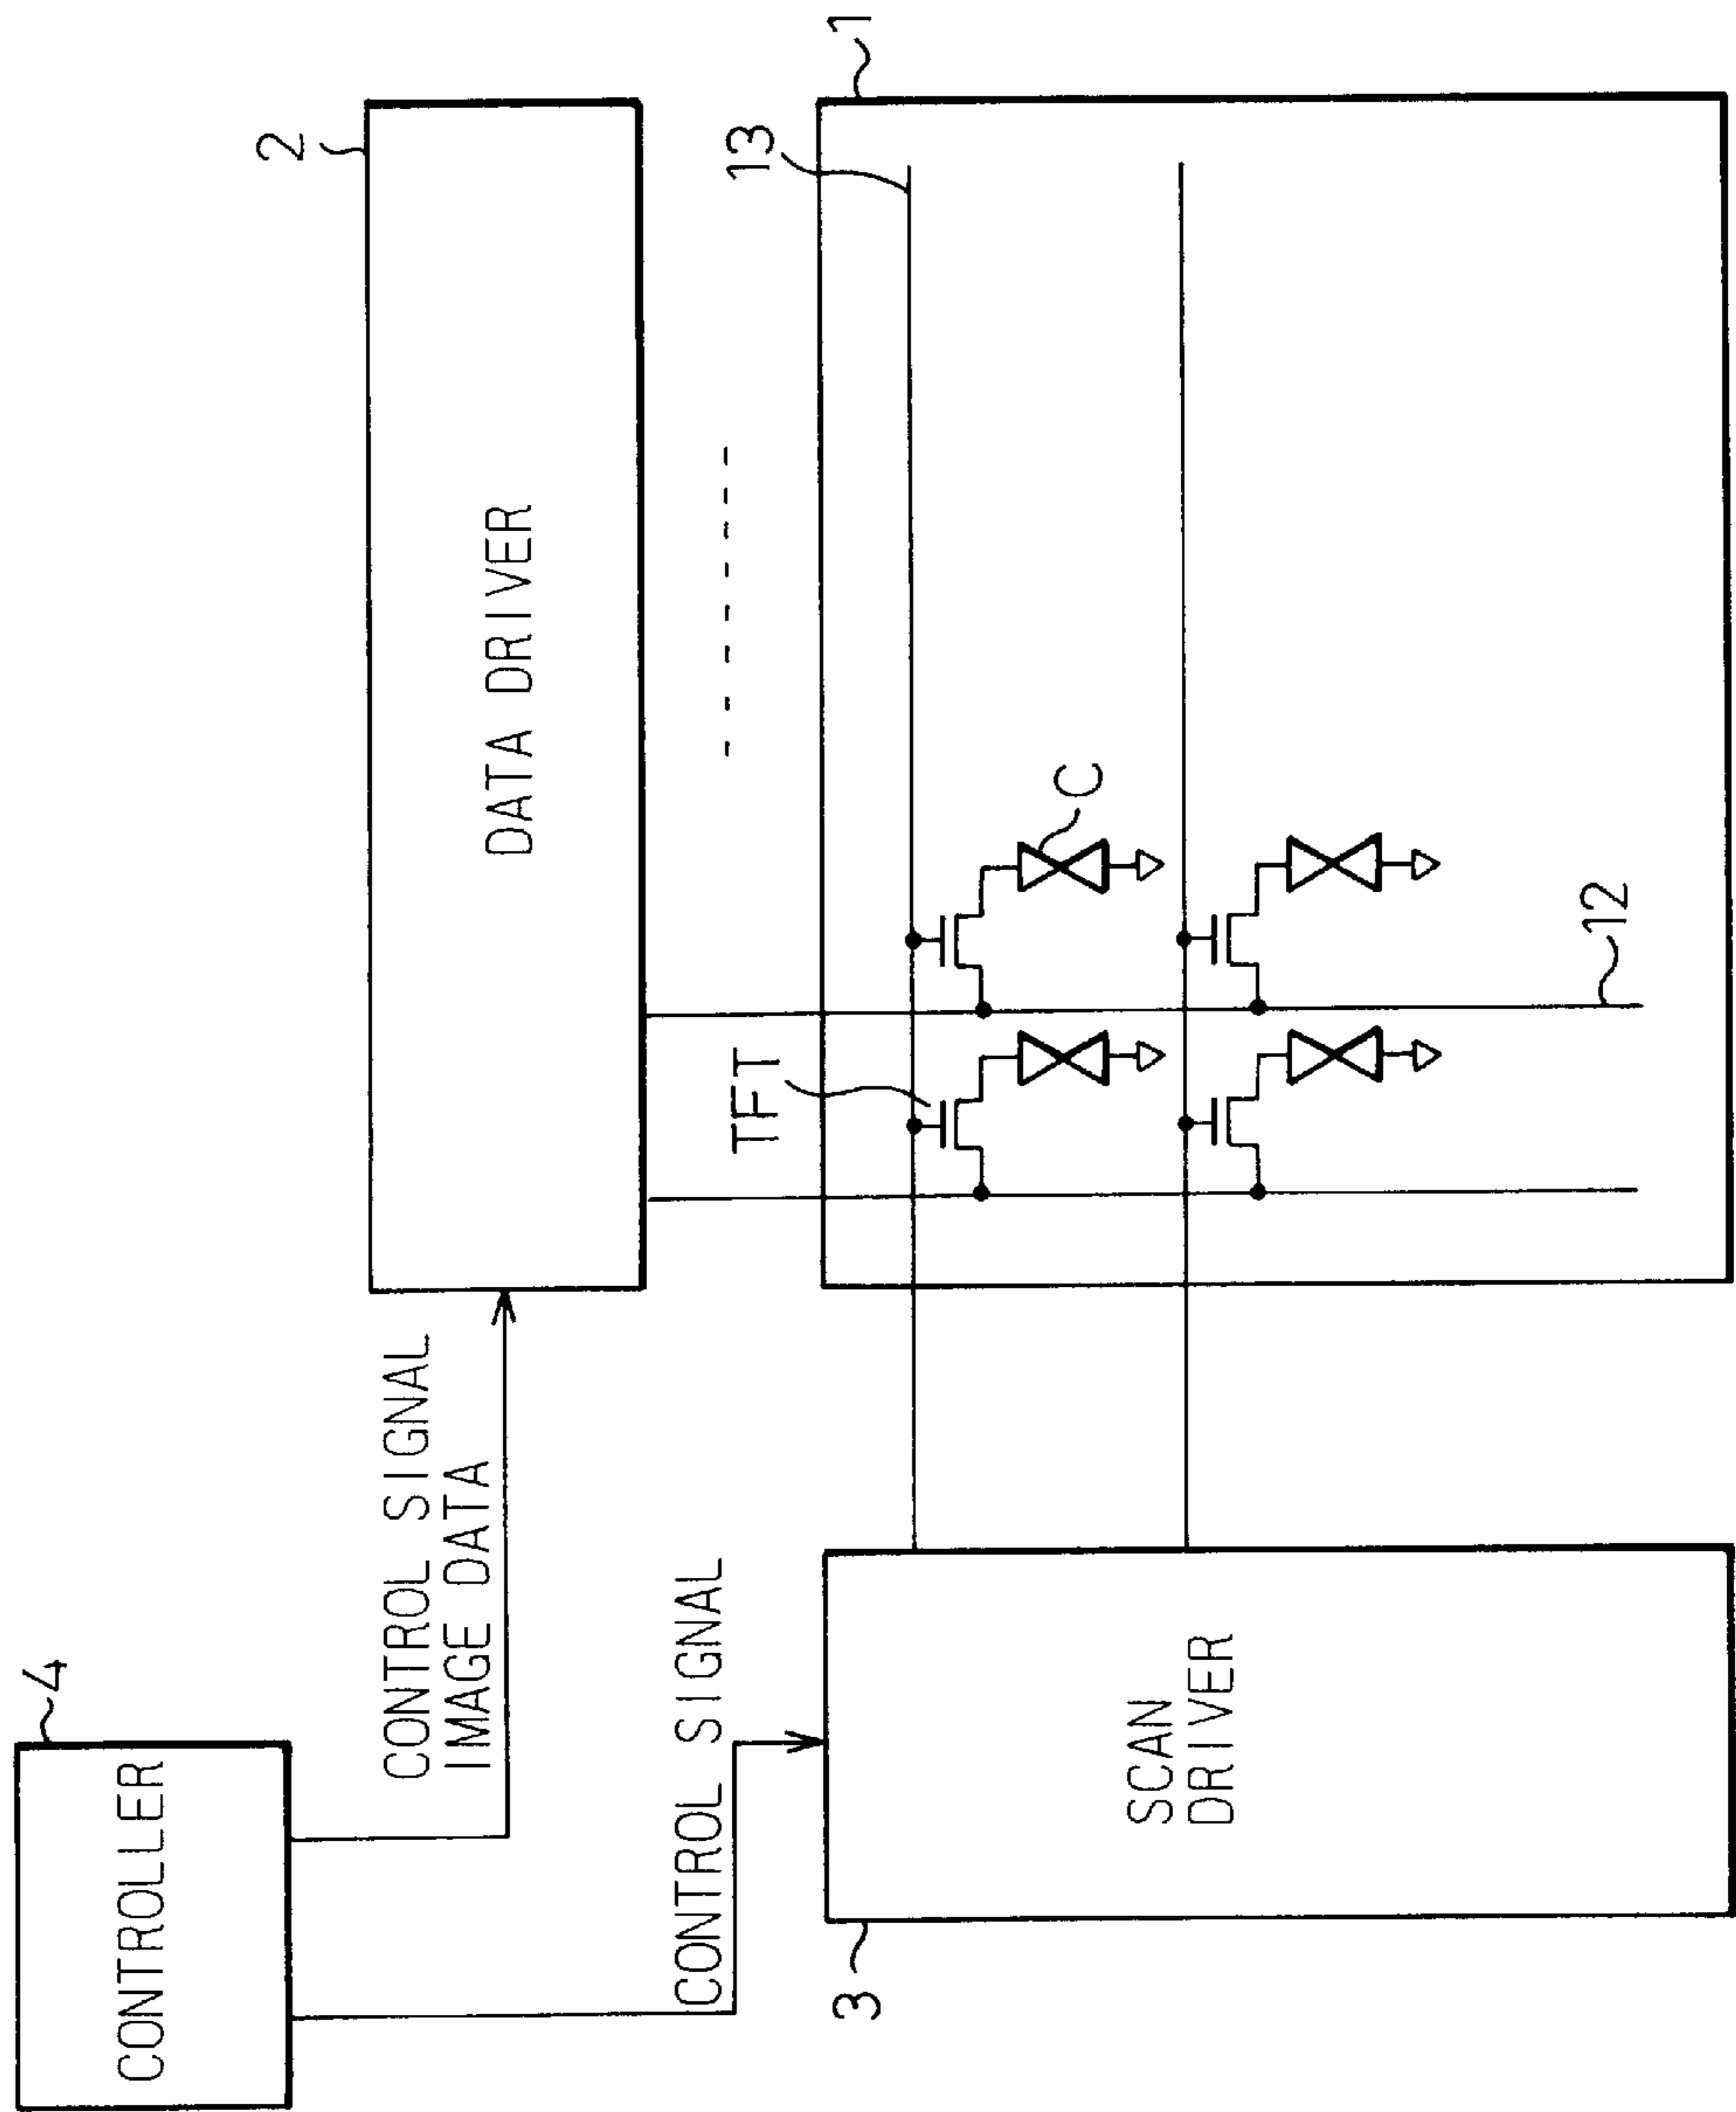 4
CONTROLLER
CONTROL SIGNAL
IMAGE DATA
2
DATA DRIVER
CONTROL SIGNAL
3
SCAN
DRIVER
TFT
13
1
C
12